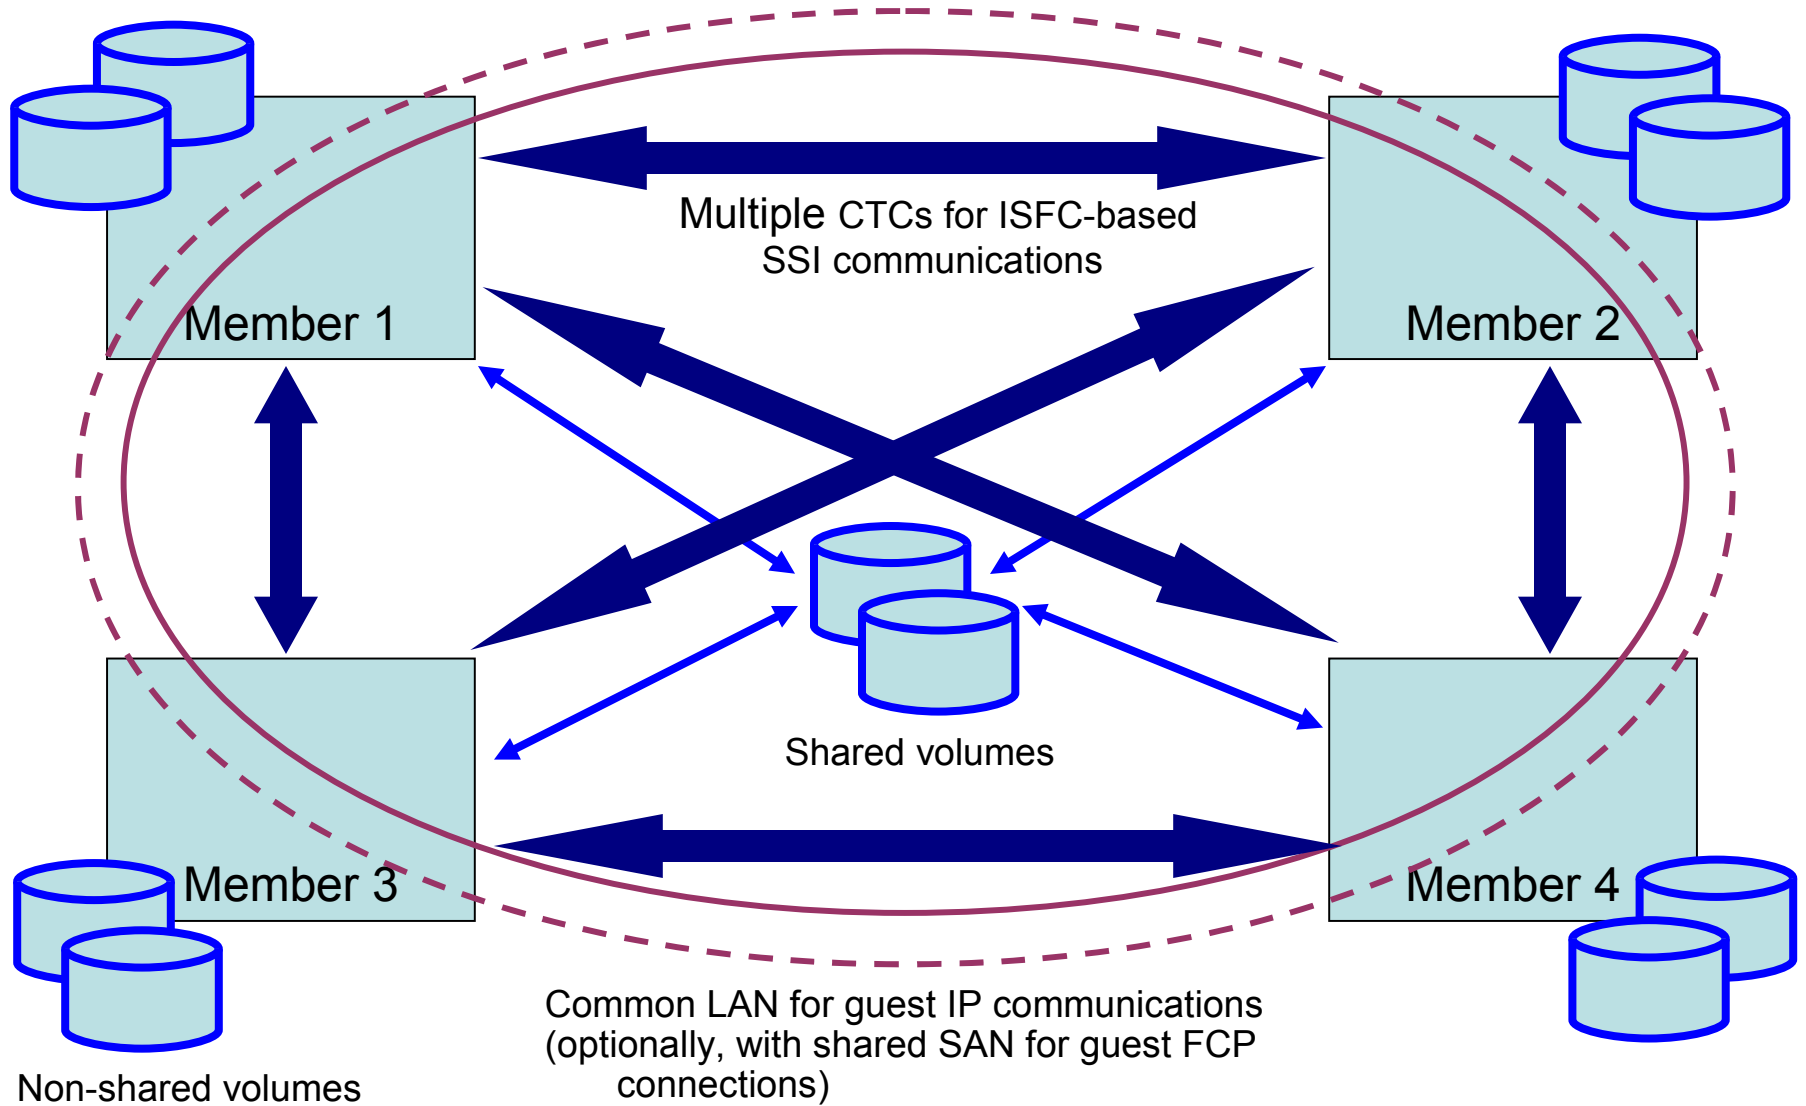 Multiple CTCs for ISFC-based
SSI communications
Member 1
Member 2
Shared volumes
Member 3
Member 4
Common LAN for guest IP communications
(optionally, with shared SAN for guest FCP
connections)
Non-shared volumes